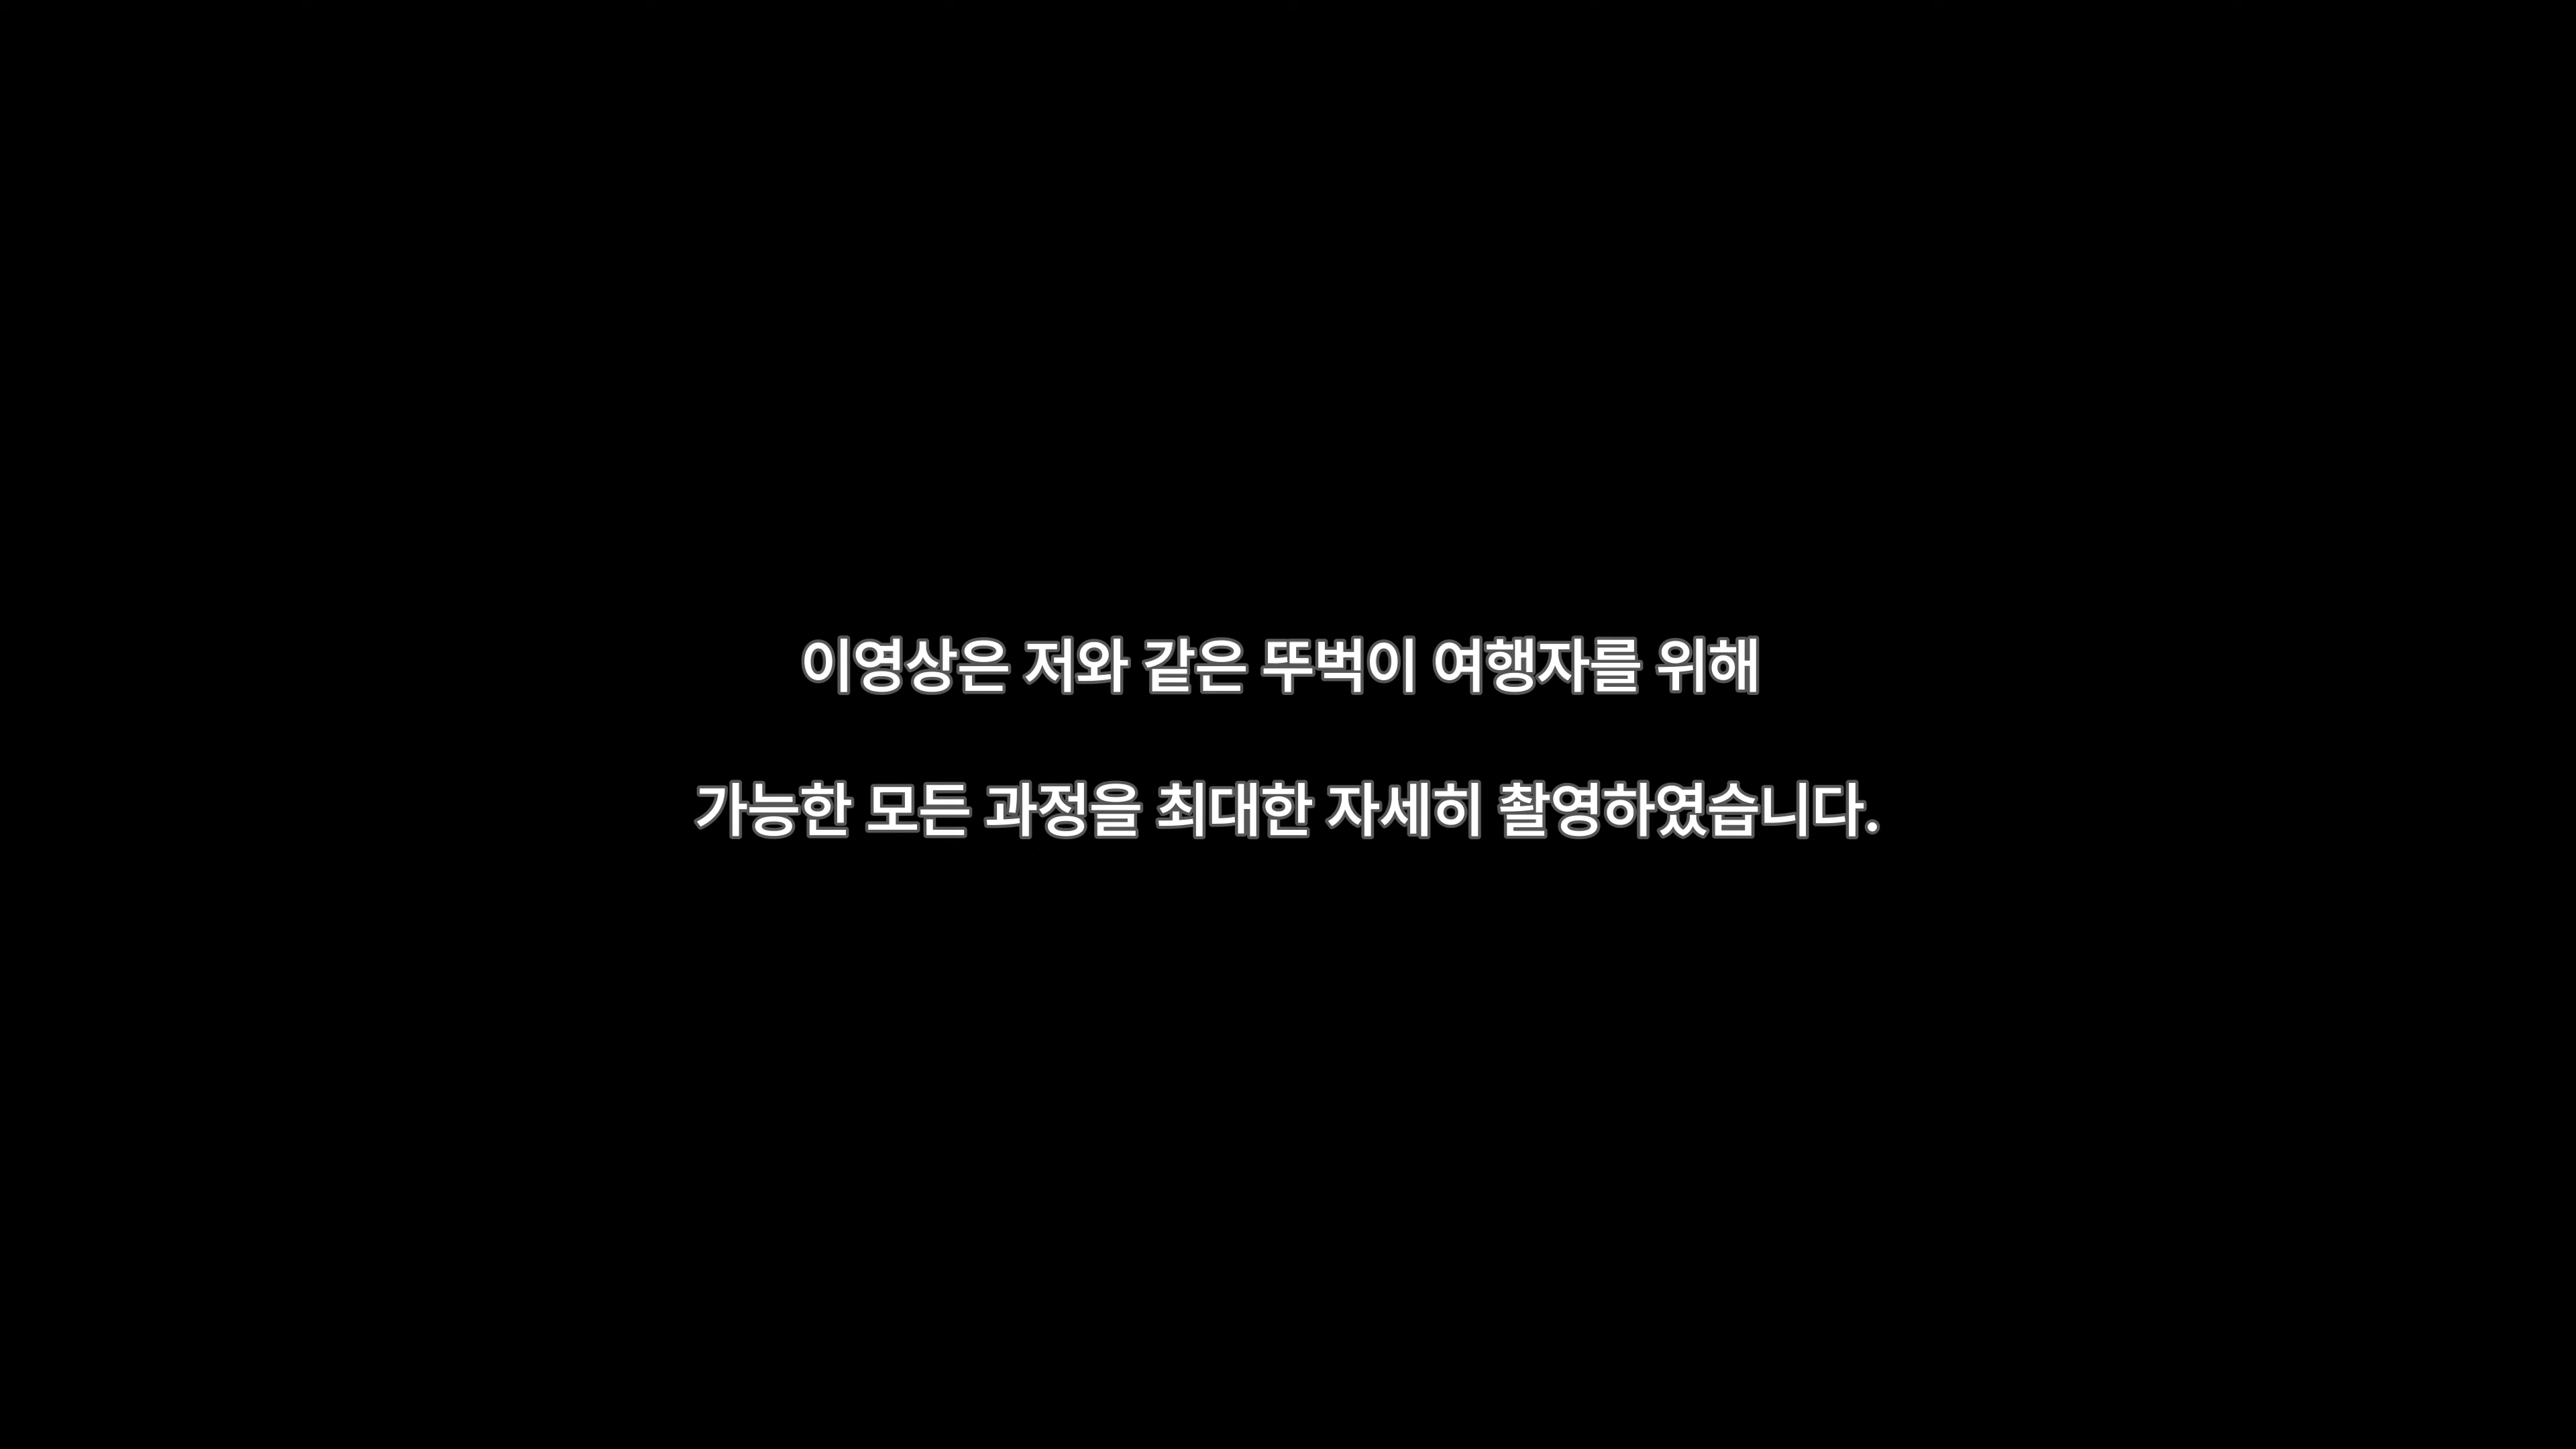 이영상은 저와 같은 뚜벅이 여행자를 위해
가능한 모든 과정을 최대한 자세히 촬영하였습니다.